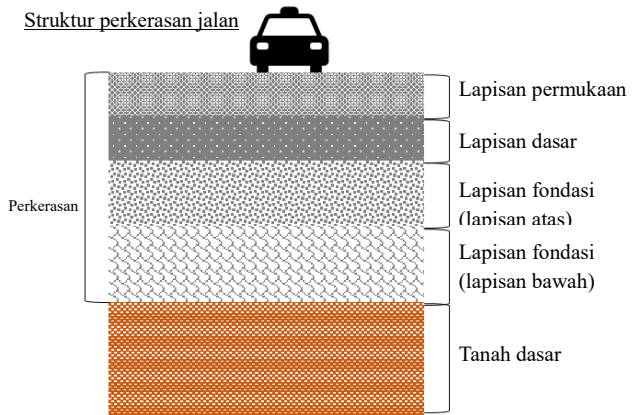 Struktur perkerasan jalan
Lapisan permukaan
Lapisan dasar
Perkerasan
Lapisan fondasi
(lapisan atas)
Lapisan fondasi
(lapisan bawah)
Tanah dasar